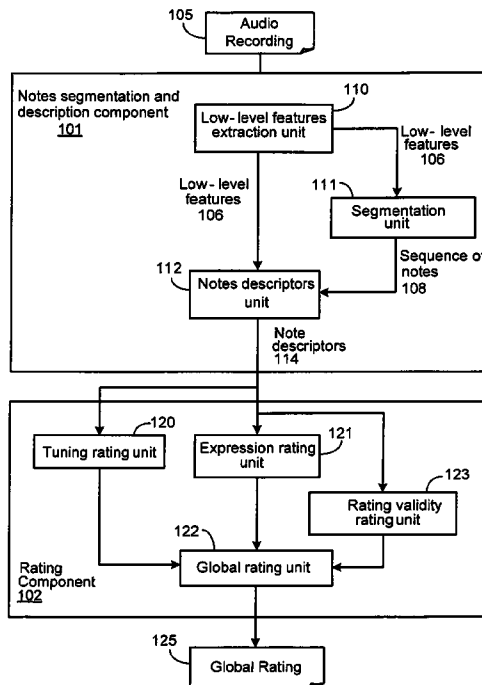 105
Audio
Recording
Notes segmentation and
description component
101
110
Low-level features
extraction unit
Low- level
features
106
Low- level
features 106
111
Segmentation
unit
112
Sequence of
notes
108
Notes descriptors
unit
Note
descriptors
114
120
Tuning rating unit
Expression rating
unit
121
123
Rating validity
rating unit
122
Global rating unit
Rating
Component
102
125
Global Rating